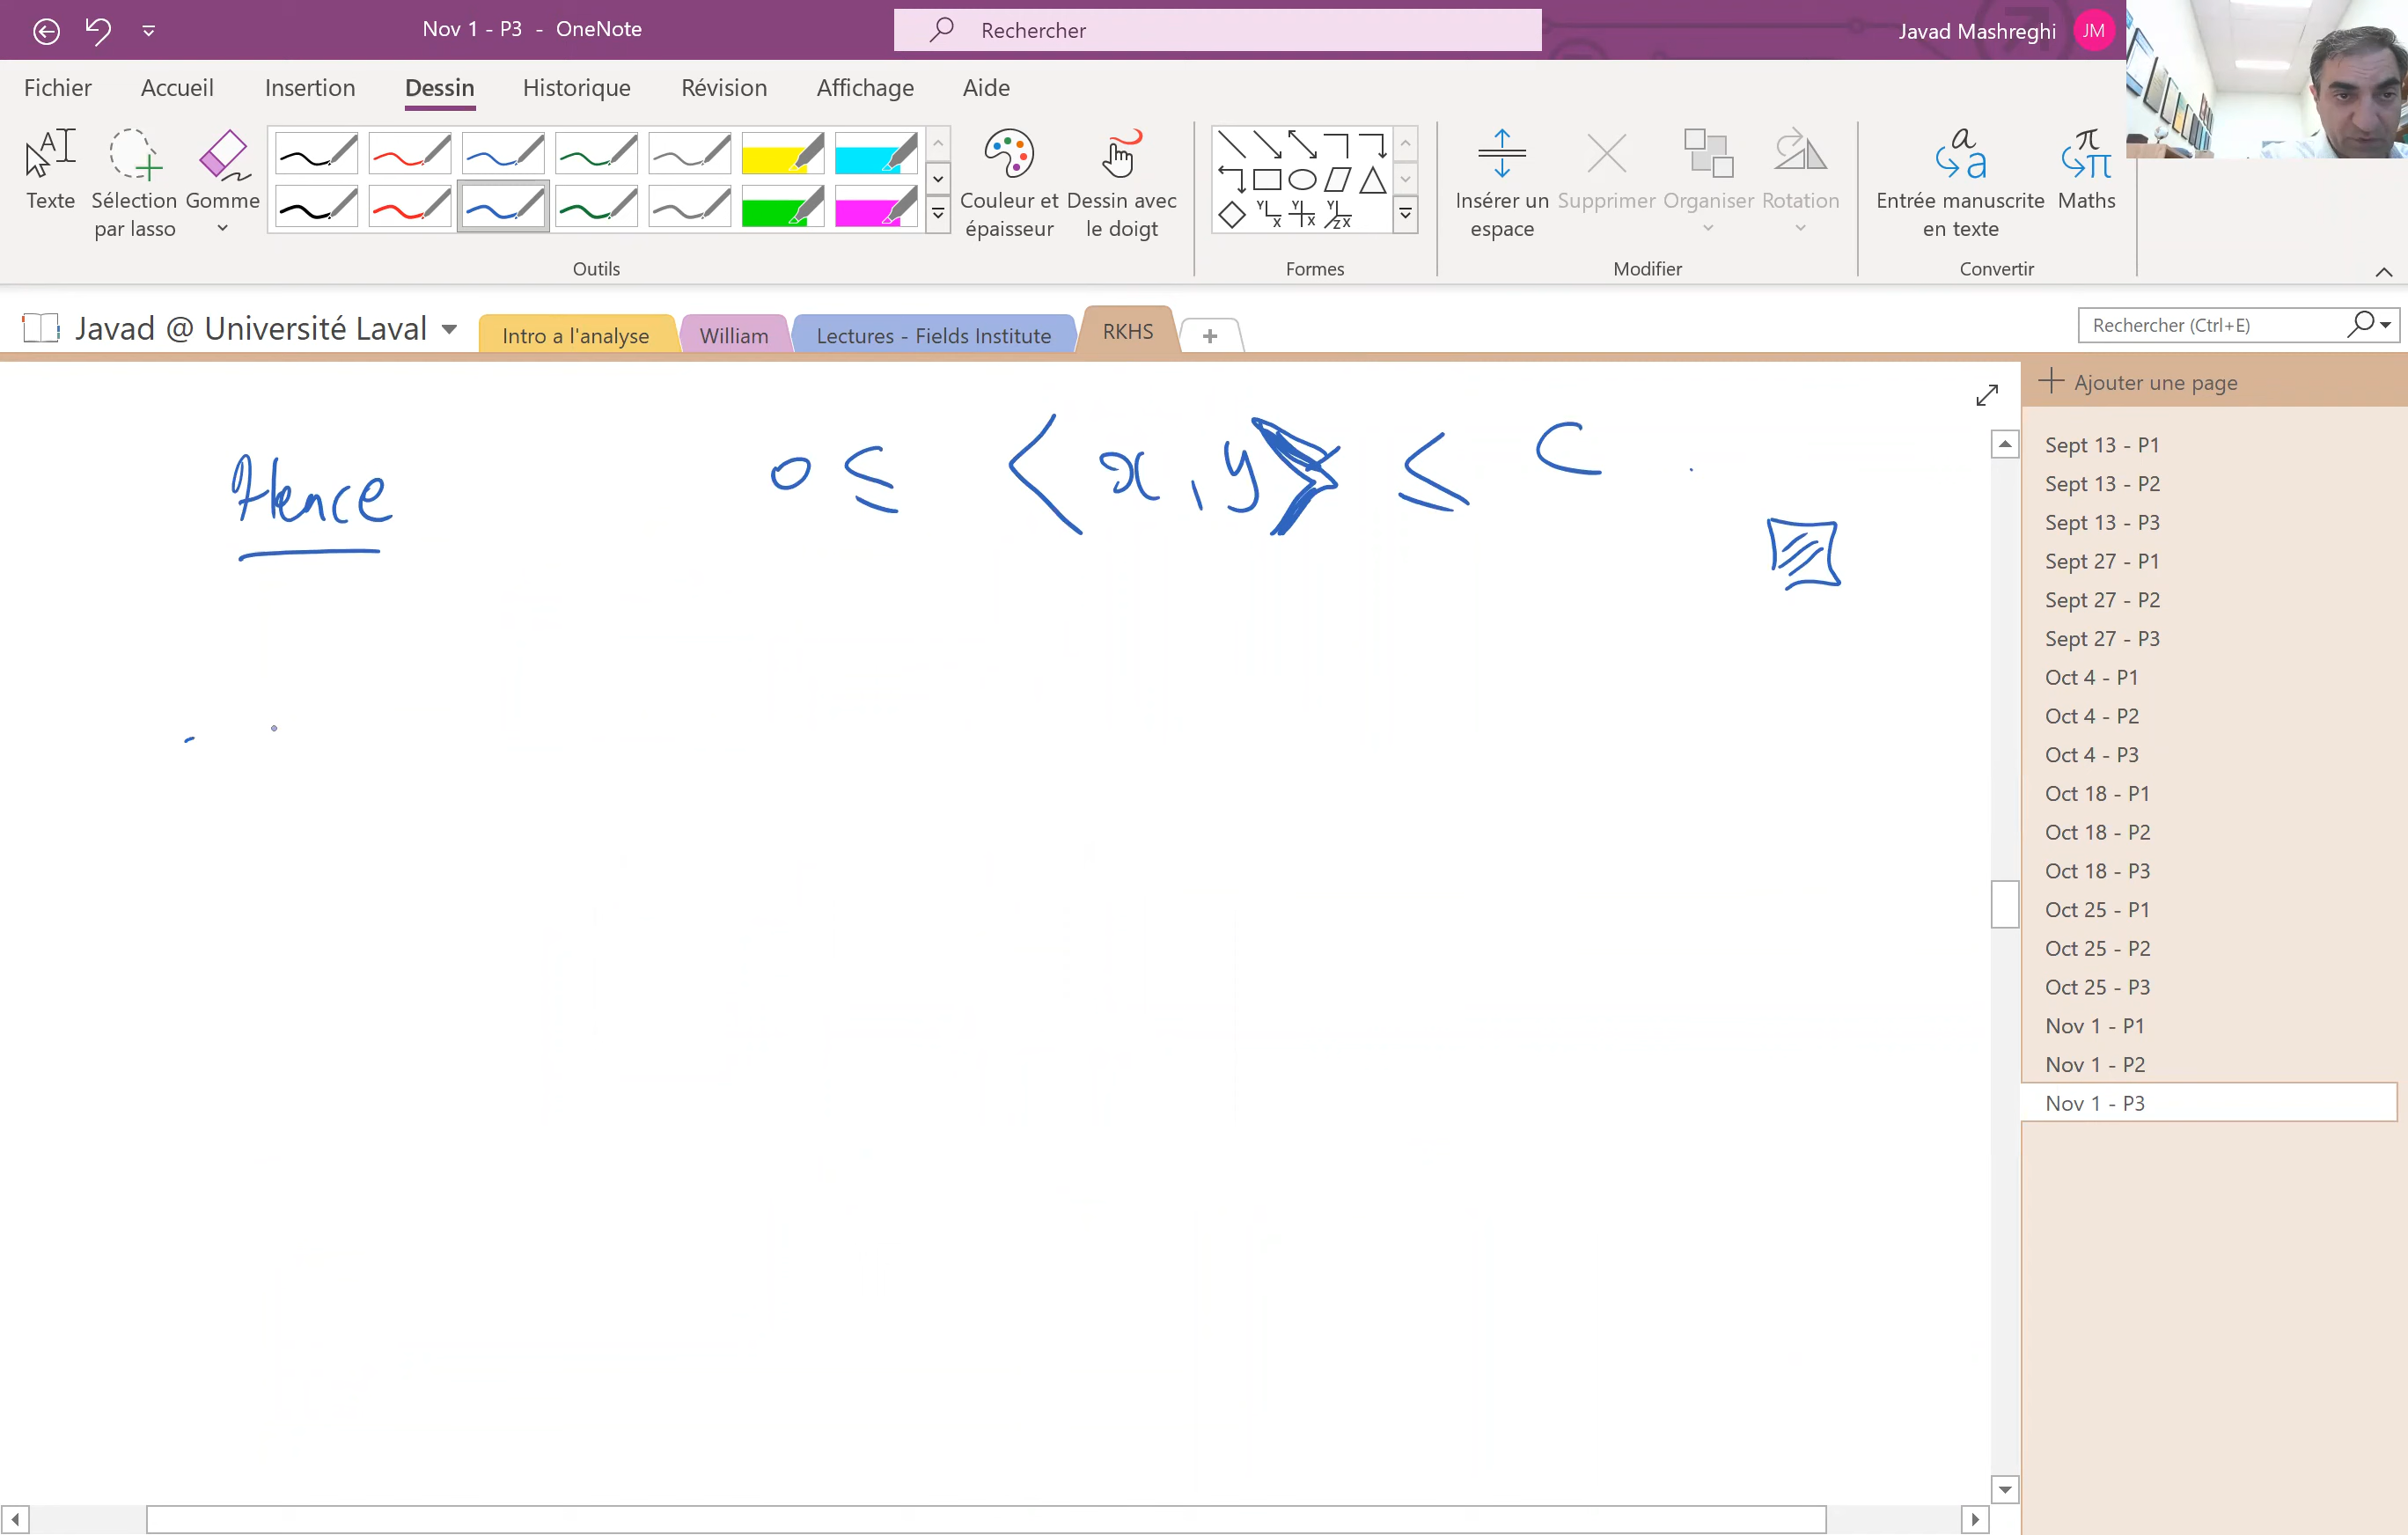 Nov 1 - P3 - OneNote
Rechercher
Javad Mashreghi
JM
Fichier Accueil Insertion Dessin Historique Révision Affichage Aide
Texte
Sélection par lasso
Gomme
Couleur et épaisseur
Dessin avec le doigt
Insérer un espace
Supprimer
Organiser
Rotation
Entrée manuscrite en texte
Maths
Outils
Formes
Modifier
Convertir
Javad @ Université Laval
Intro a l'analyse
William
Lectures - Fields Institute
RKHS
Rechercher (Ctrl+E)
Ajouter une page
Hence 0 ≤ <x, y> ≤ C .
Sept 13 - P1
Sept 13 - P2
Sept 13 - P3
Sept 27 - P1
Sept 27 - P2
Sept 27 - P3
Oct 4 - P1
Oct 4 - P2
Oct 4 - P3
Oct 18 - P1
Oct 18 - P2
Oct 18 - P3
Oct 25 - P1
Oct 25 - P2
Oct 25 - P3
Nov 1 - P1
Nov 1 - P2
Nov 1 - P3